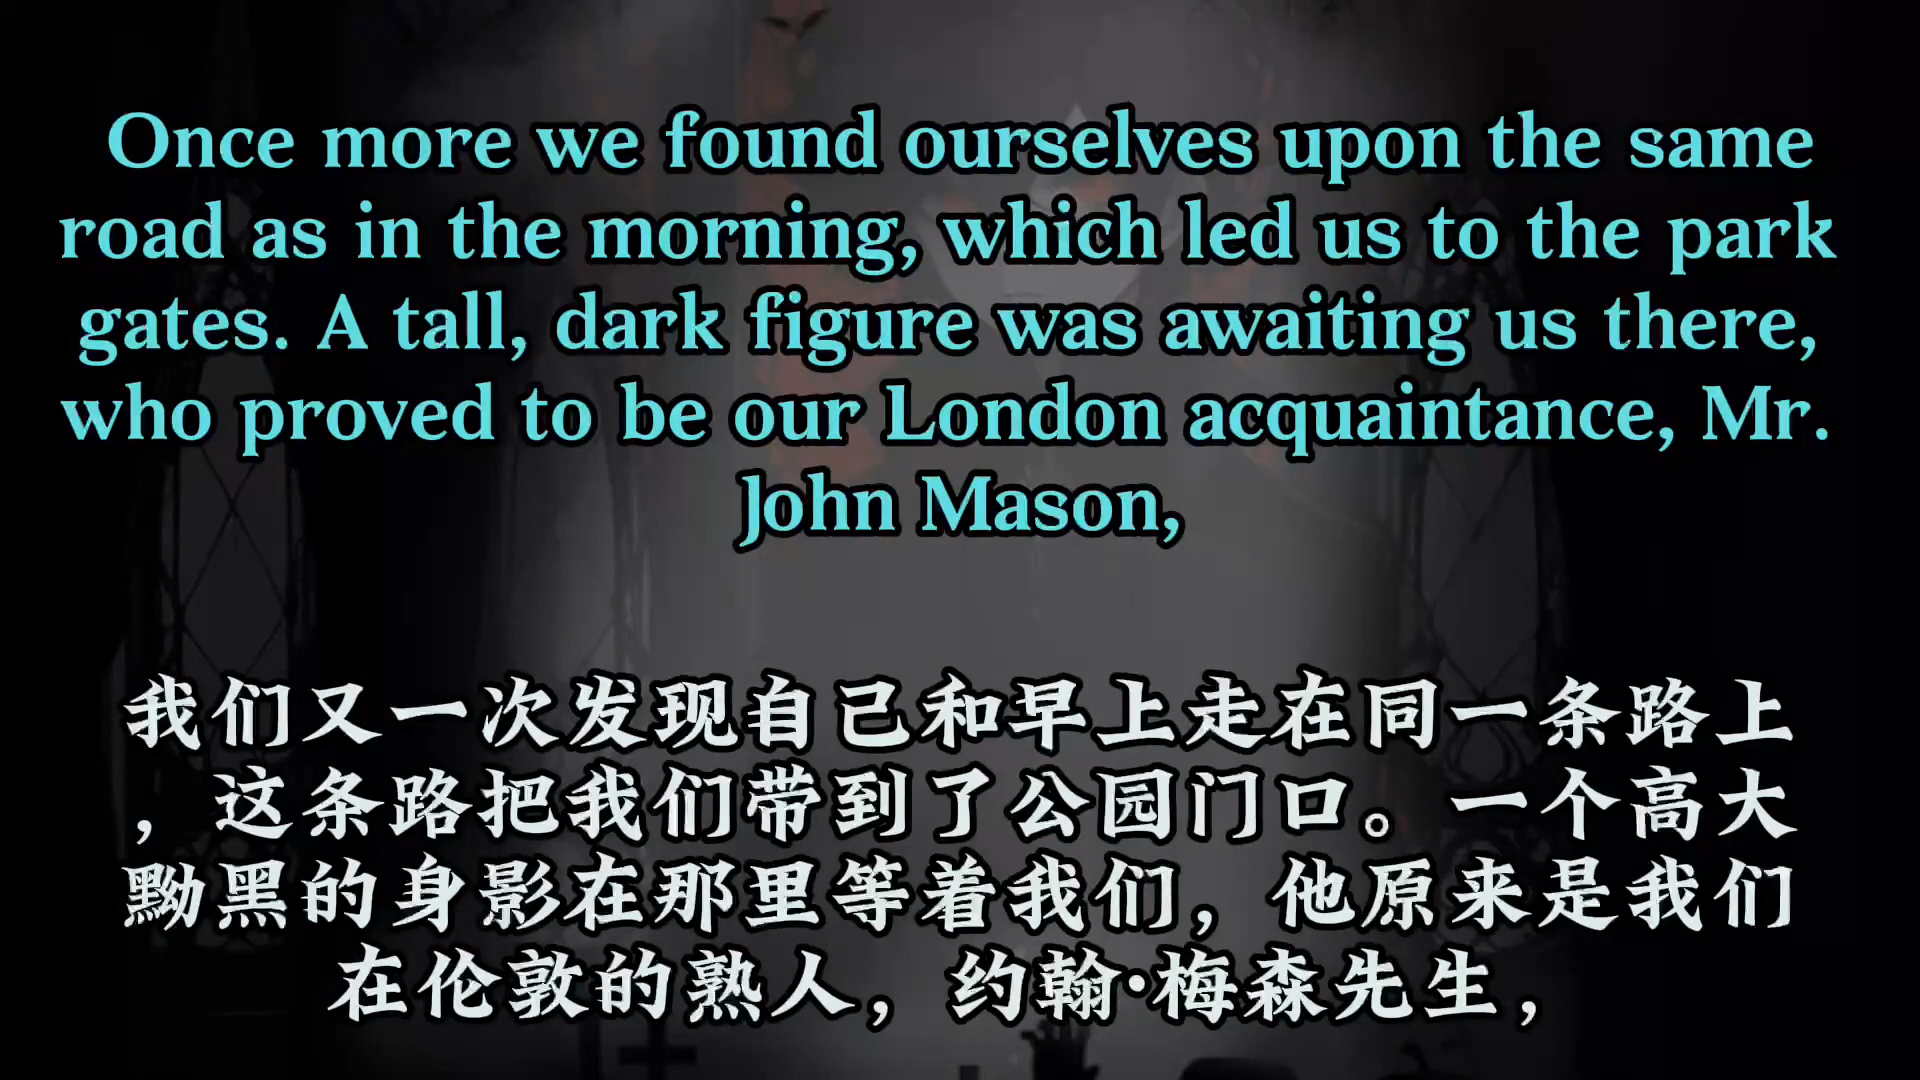 Once more we found ourselves upon the same
road as in the morning, which led us to the park
gates. A tall, dark figure was awaiting us there,
who proved to be our London acquaintance, Mr.
John Mason,
我们又一次发现自己和早上走在同一条路上
，这条路把我们带到了公园门口。一个高大
黝黑的身影在那里等着我们，他原来是我们
在伦敦的熟人，约翰·梅森先生，